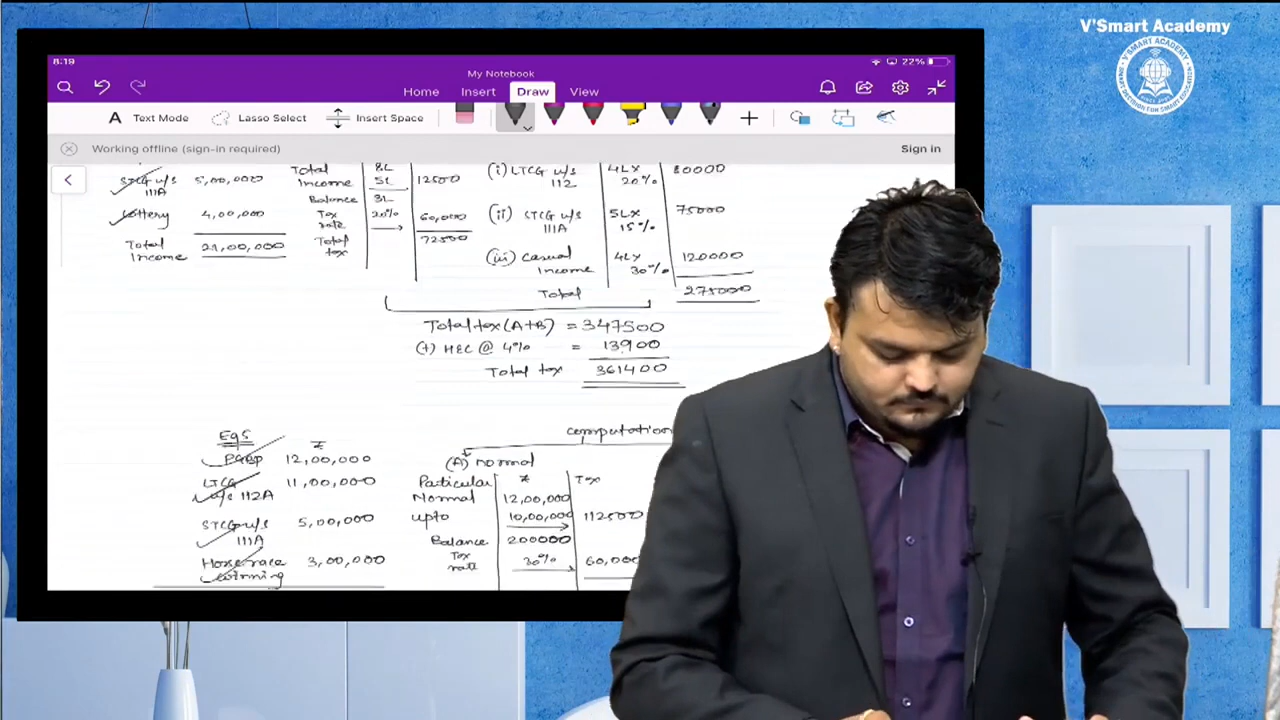 V'Smart Academy
8:19
22%
My Notebook
Home Insert Draw View
A Text Mode Lasso Select Insert Space
Working offline (sign-in required) Sign in
STCG u/s 111A 5,00,000
Lottery 4,00,000
Total Income 21,00,000
Total Income 8L
5L 12500
Balance 3L
Tax rate 20% 60,000
Total tax 72500
(i) LTCG u/s 112 4LX 20% 80000
(ii) STCG u/s 111A 5LX 15% 75000
(iii) Casual Income 4LX 30% 120000
Total 275000
Total tax (A+B) = 347500
(+) HEC @ 4% = 13900
Total tax 361400
Eg5 ₹
PGBP 12,00,000
LTCG u/s 112A 11,00,000
STCG u/s 111A 5,00,000
Horse race winning 3,00,000
computation
(A) Normal
Particular ₹ Tax
Normal 12,00,000
upto 10,00,000 112500
Balance 200000
Tax rate 30% 60,000